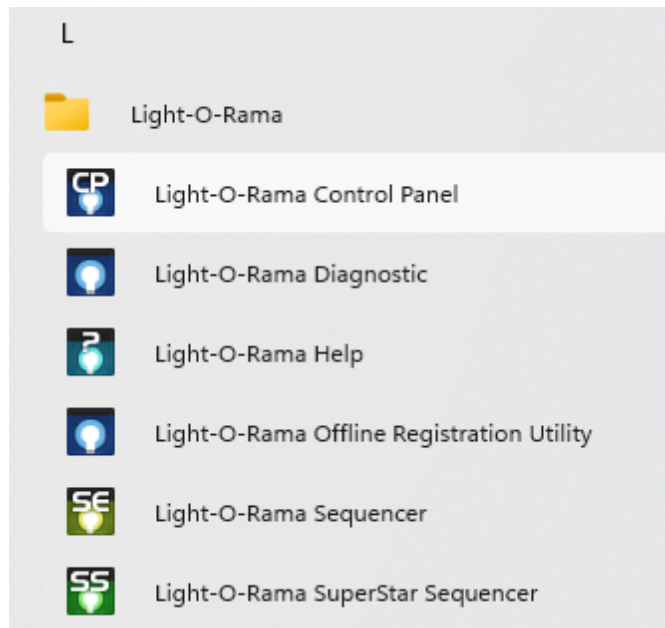 L
Light-O-Rama
CP
Light-O-Rama Control Panel
Light-O-Rama Diagnostic
?
Light-O-Rama Help
Light-O-Rama Offline Registration Utility
SE
Light-O-Rama Sequencer
SS
Light-O-Rama SuperStar Sequencer